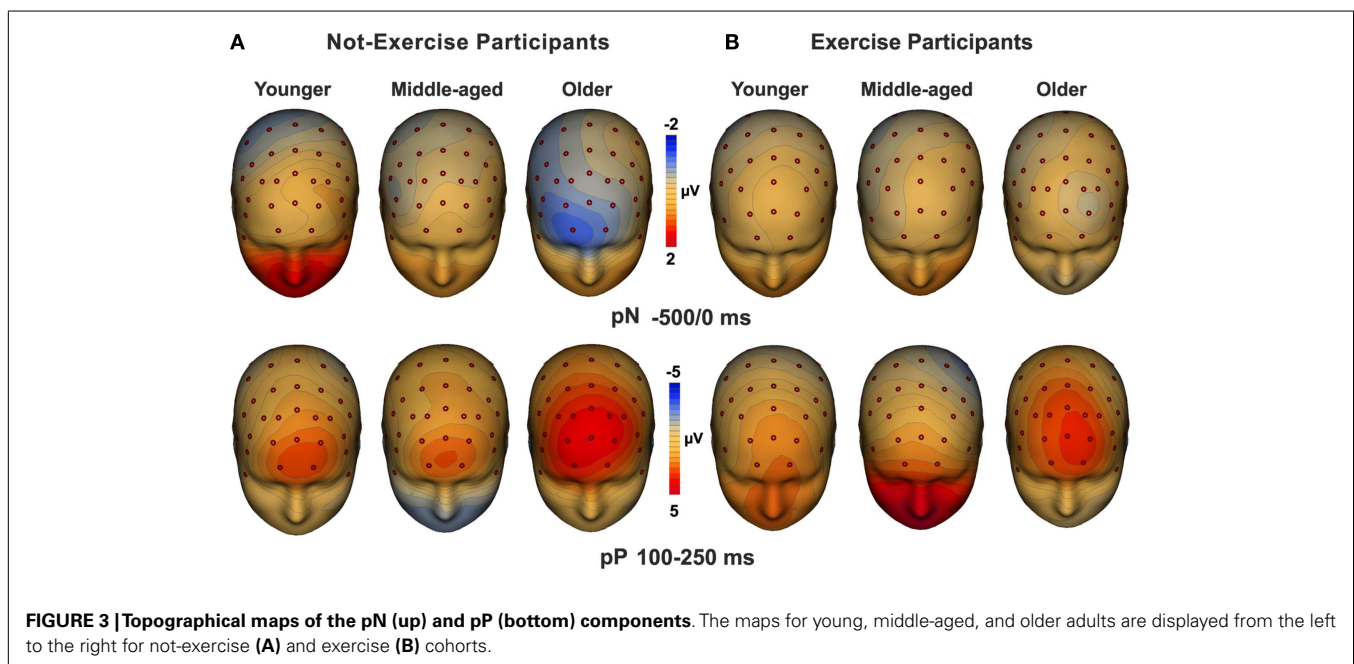 A Not-Exercise Participants B Exercise Participants
Younger Middle-aged Older Younger Middle-aged Older
-2
µV
2
pN -500/0 ms
-5
µV
5
pP 100-250 ms
FIGURE 3 | Topographical maps of the pN (up) and pP (bottom) components. The maps for young, middle-aged, and older adults are displayed from the left
to the right for not-exercise (A) and exercise (B) cohorts.